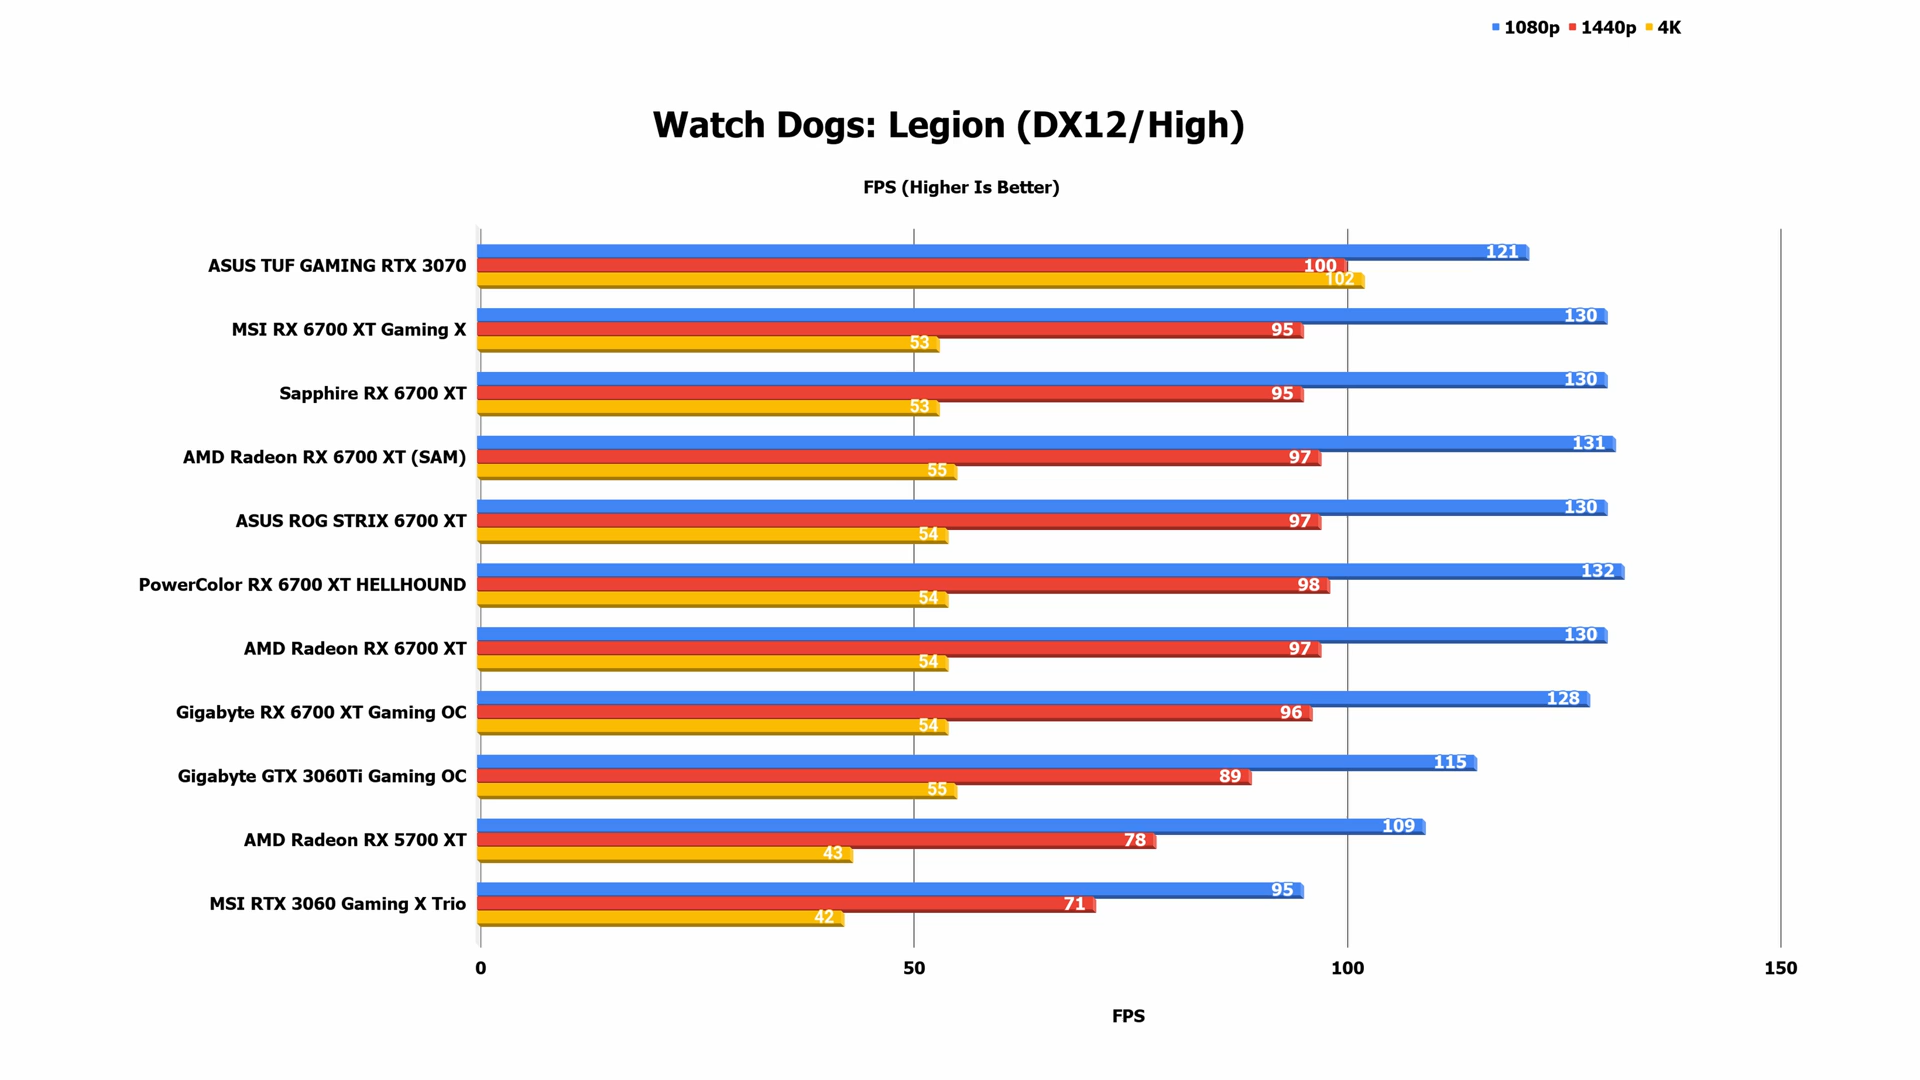 1080p 1440p 4K
Watch Dogs: Legion (DX12/High)
FPS (Higher Is Better)
ASUS TUF GAMING RTX 3070 121 100 102
MSI RX 6700 XT Gaming X 130 95 53
Sapphire RX 6700 XT 130 95 53
AMD Radeon RX 6700 XT (SAM) 131 97 55
ASUS ROG STRIX 6700 XT 130 97 54
PowerColor RX 6700 XT HELLHOUND 132 98 54
AMD Radeon RX 6700 XT 130 97 54
Gigabyte RX 6700 XT Gaming OC 128 96 54
Gigabyte GTX 3060Ti Gaming OC 115 89 55
AMD Radeon RX 5700 XT 109 78 43
MSI RTX 3060 Gaming X Trio 95 71 42
0 50 100 150
FPS